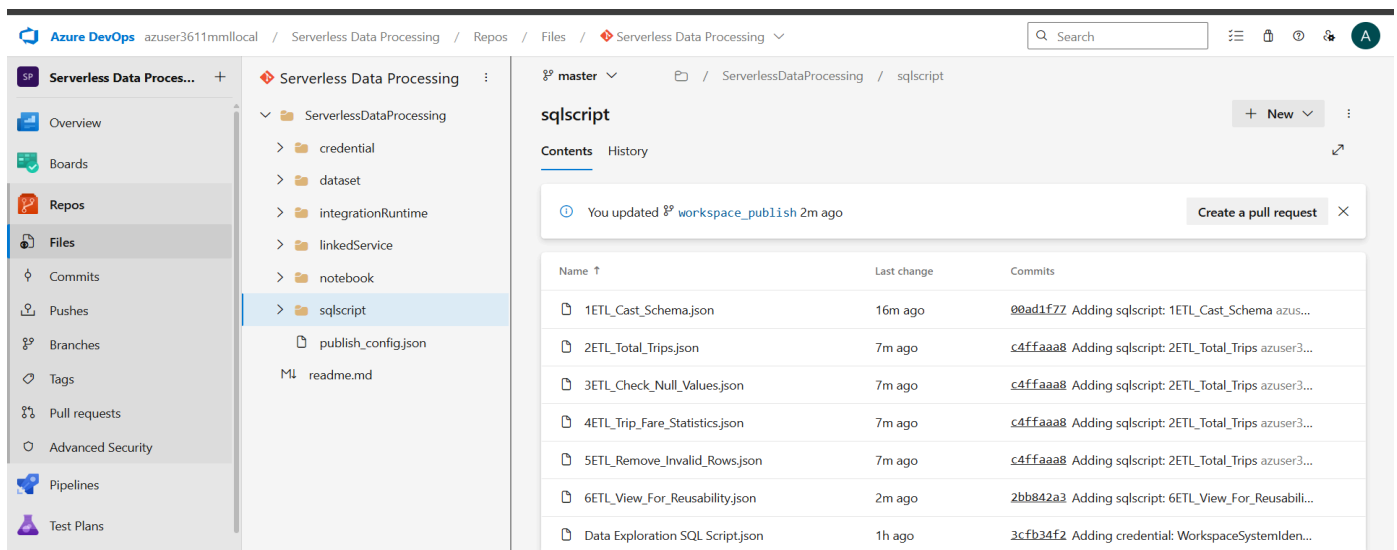 Azure DevOps azuser3611mmllocal / Serverless Data Processing / Repos / Files / Serverless Data Processing
Search
A
SP Serverless Data Proces... +
Overview
Boards
Repos
Files
Commits
Pushes
Branches
Tags
Pull requests
Advanced Security
Pipelines
Test Plans
Serverless Data Processing
ServerlessDataProcessing
credential
dataset
integrationRuntime
linkedService
notebook
sqlscript
publish_config.json
M↓ readme.md
master / ServerlessDataProcessing / sqlscript
sqlscript
+ New
Contents History
You updated workspace_publish 2m ago
Create a pull request
Name ↑ Last change Commits
1ETL_Cast_Schema.json 16m ago 00ad1f77 Adding sqlscript: 1ETL_Cast_Schema azus...
2ETL_Total_Trips.json 7m ago c4ffaaa8 Adding sqlscript: 2ETL_Total_Trips azuser3...
3ETL_Check_Null_Values.json 7m ago c4ffaaa8 Adding sqlscript: 2ETL_Total_Trips azuser3...
4ETL_Trip_Fare_Statistics.json 7m ago c4ffaaa8 Adding sqlscript: 2ETL_Total_Trips azuser3...
5ETL_Remove_Invalid_Rows.json 7m ago c4ffaaa8 Adding sqlscript: 2ETL_Total_Trips azuser3...
6ETL_View_For_Reusability.json 2m ago 2bb842a3 Adding sqlscript: 6ETL_View_For_Reusabili...
Data Exploration SQL Script.json 1h ago 3cfb34f2 Adding credential: WorkspaceSystemIden...